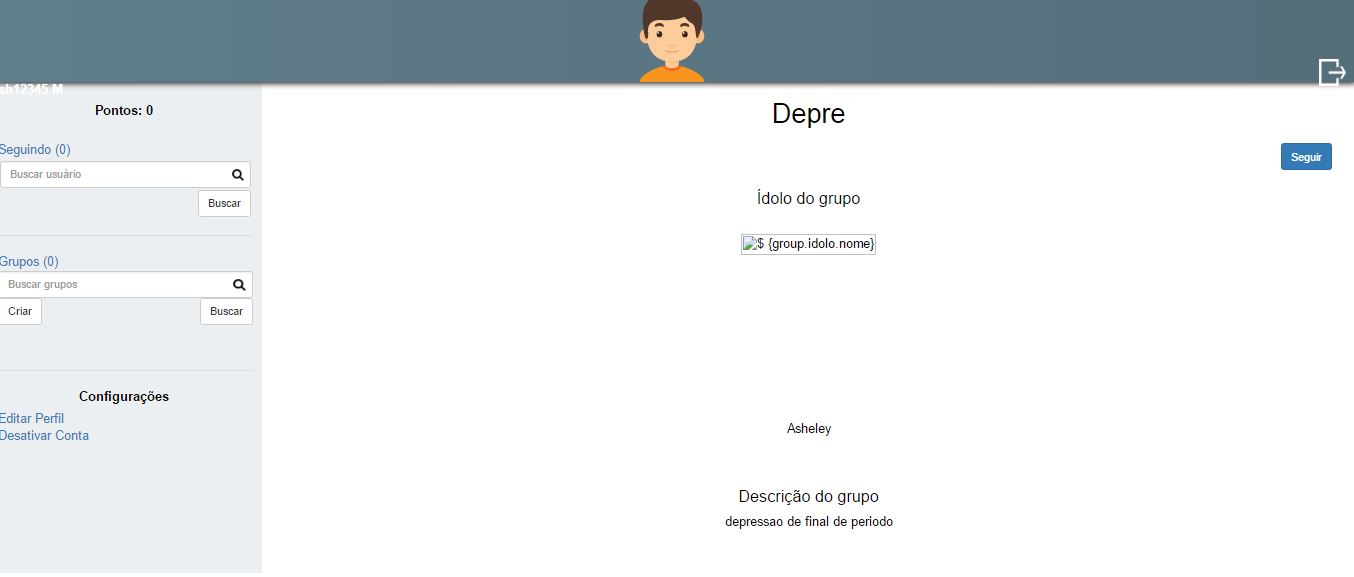 sh12345 M
Pontos: 0
Seguindo (0)
Buscar usuário
Buscar
Grupos (0)
Buscar grupos
Criar
Buscar
Configurações
Editar Perfil
Desativar Conta
Depre
Seguir
Ídolo do grupo
$ {group.idolo.nome}
Asheley
Descrição do grupo
depressao de final de periodo